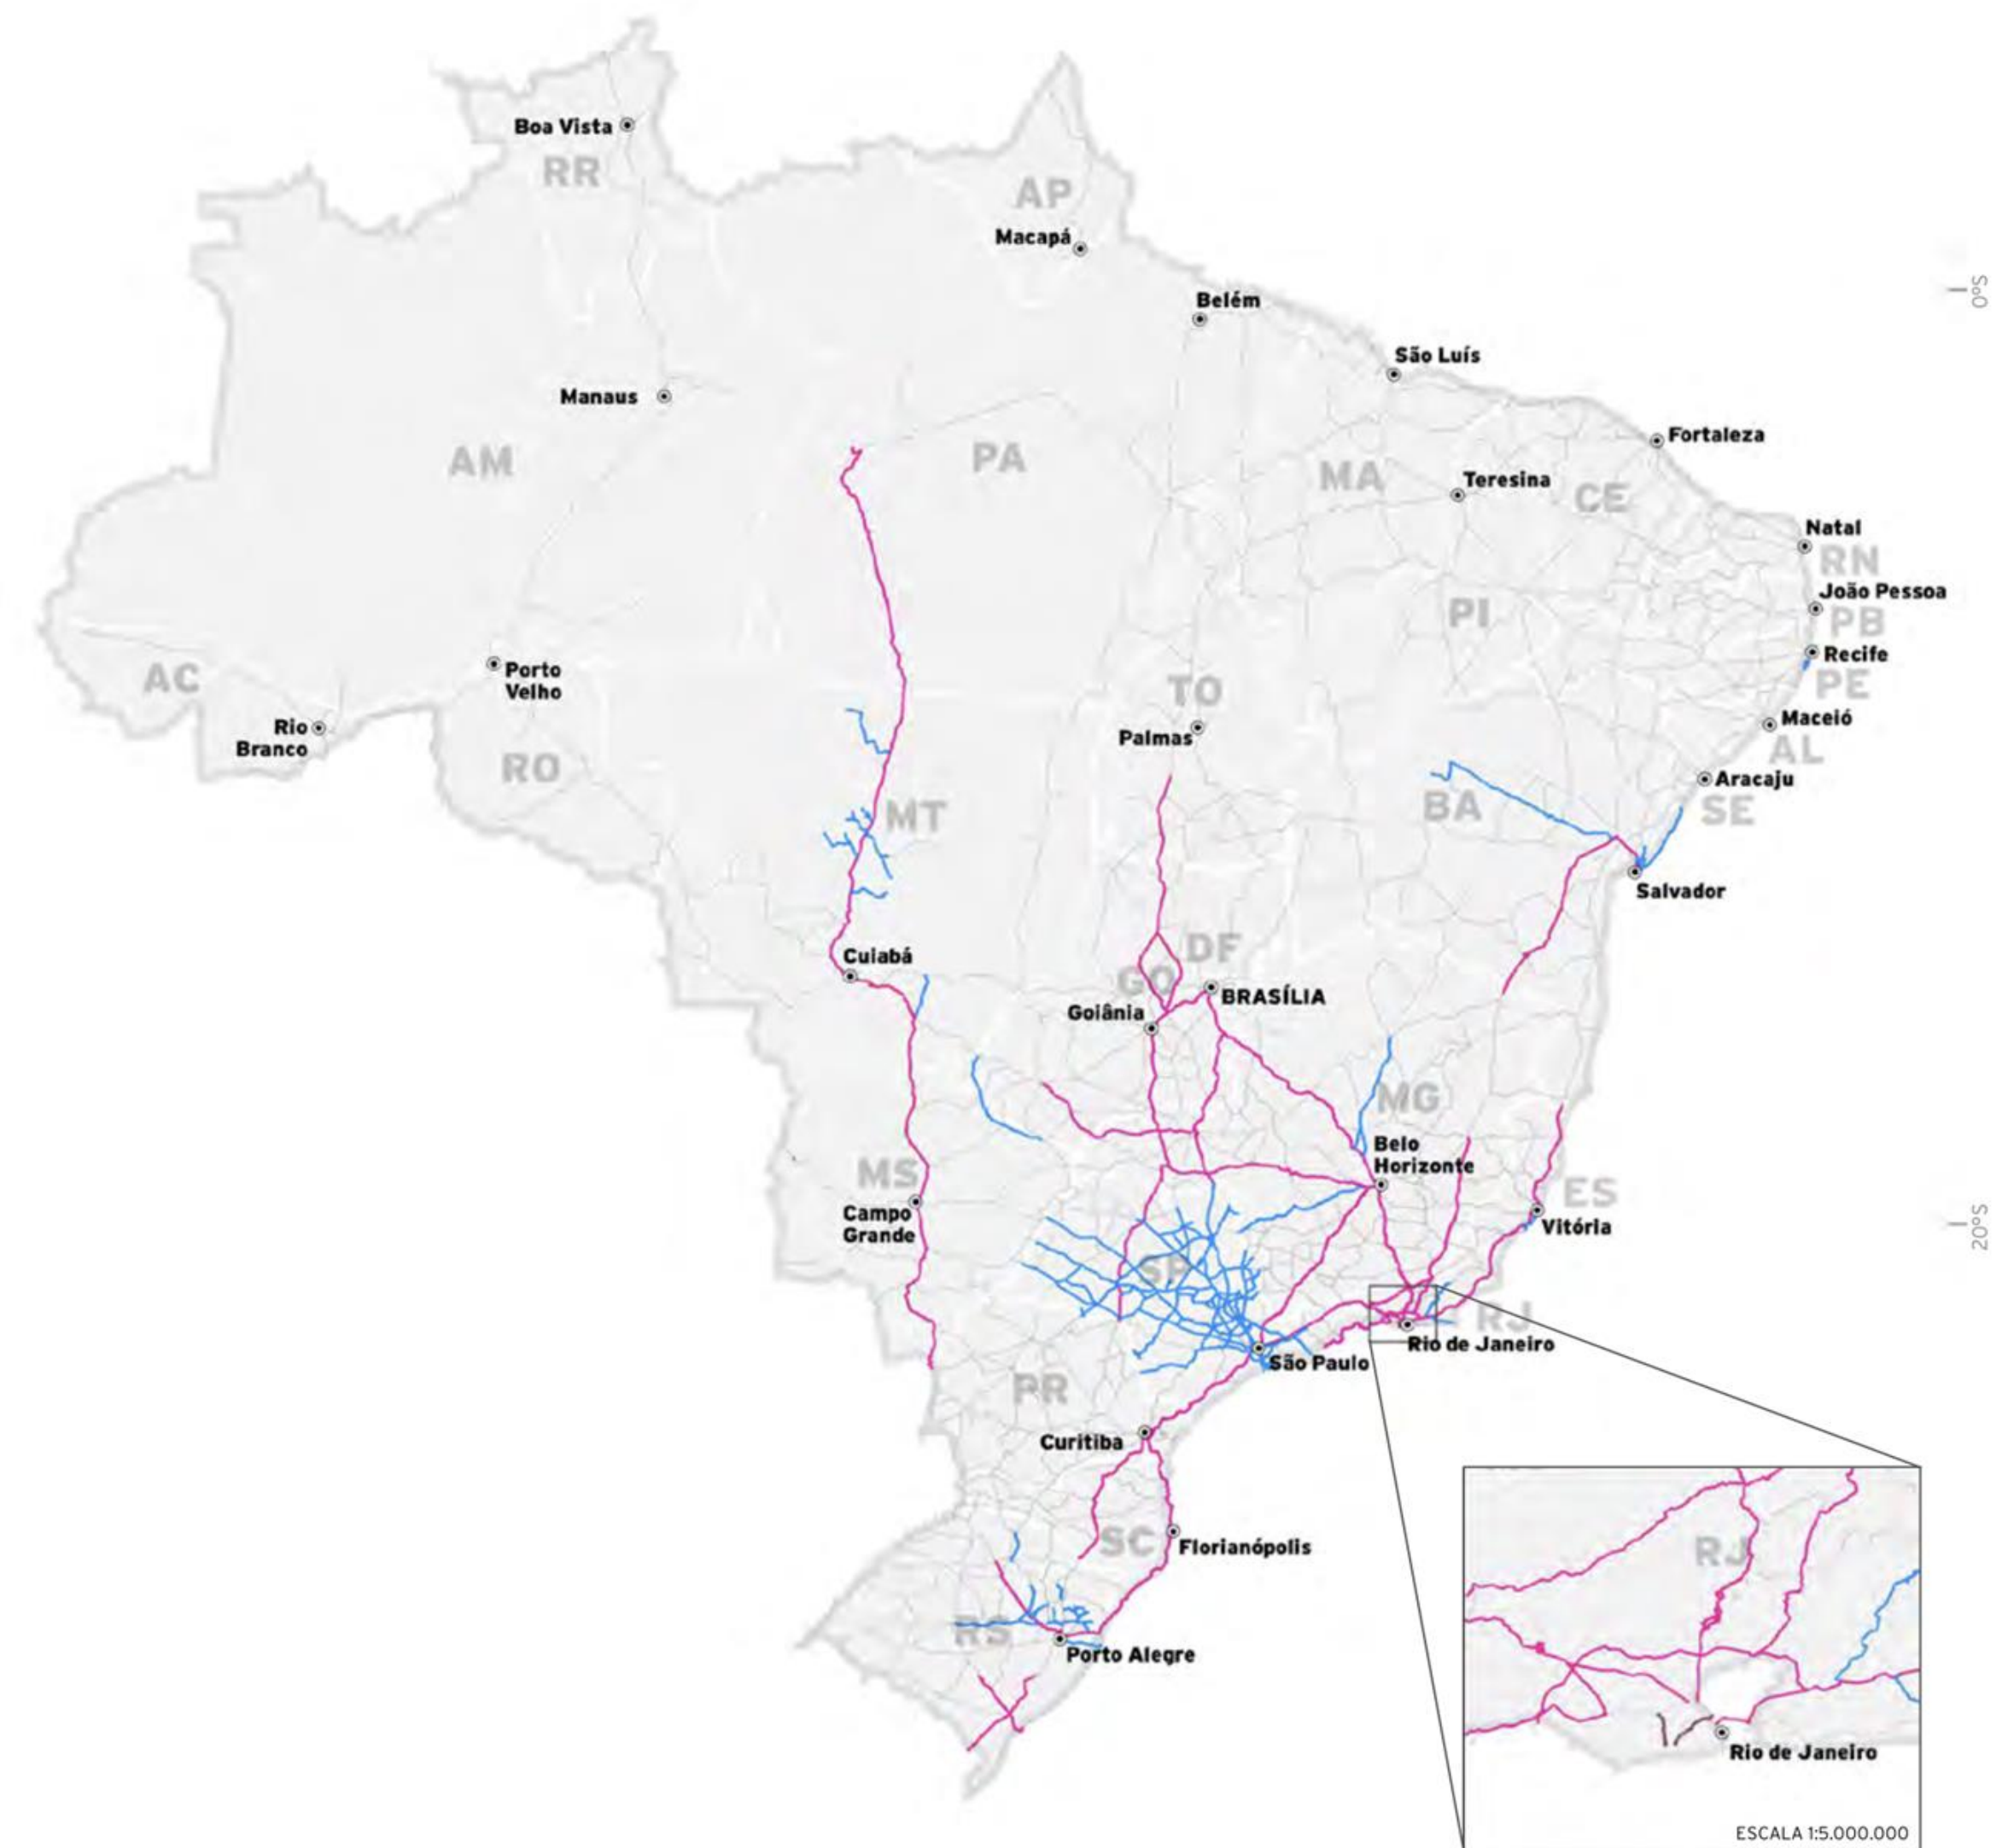 Boa Vista
RR
AP
Macapá
0°S
Belém
São Luís
Manaus
Fortaleza
AM
PA
MA
Teresina
CE
Natal
RN
João Pessoa
PB
PI
Recife
AC
Porto
Velho
TO
PE
Rio
Branco
Palmas
Maceió
RO
AL
Aracaju
MT
BA
SE
Salvador
Cuiabá
DF
GO
BRASÍLIA
Goiânia
MG
Belo
Horizonte
MS
ES
Campo
Grande
Vitória
20°S
SP
RJ
Rio de Janeiro
São Paulo
PR
Curitiba
SC
Florianópolis
RS
Porto Alegre
RJ
Rio de Janeiro
ESCALA 1:5.000.000